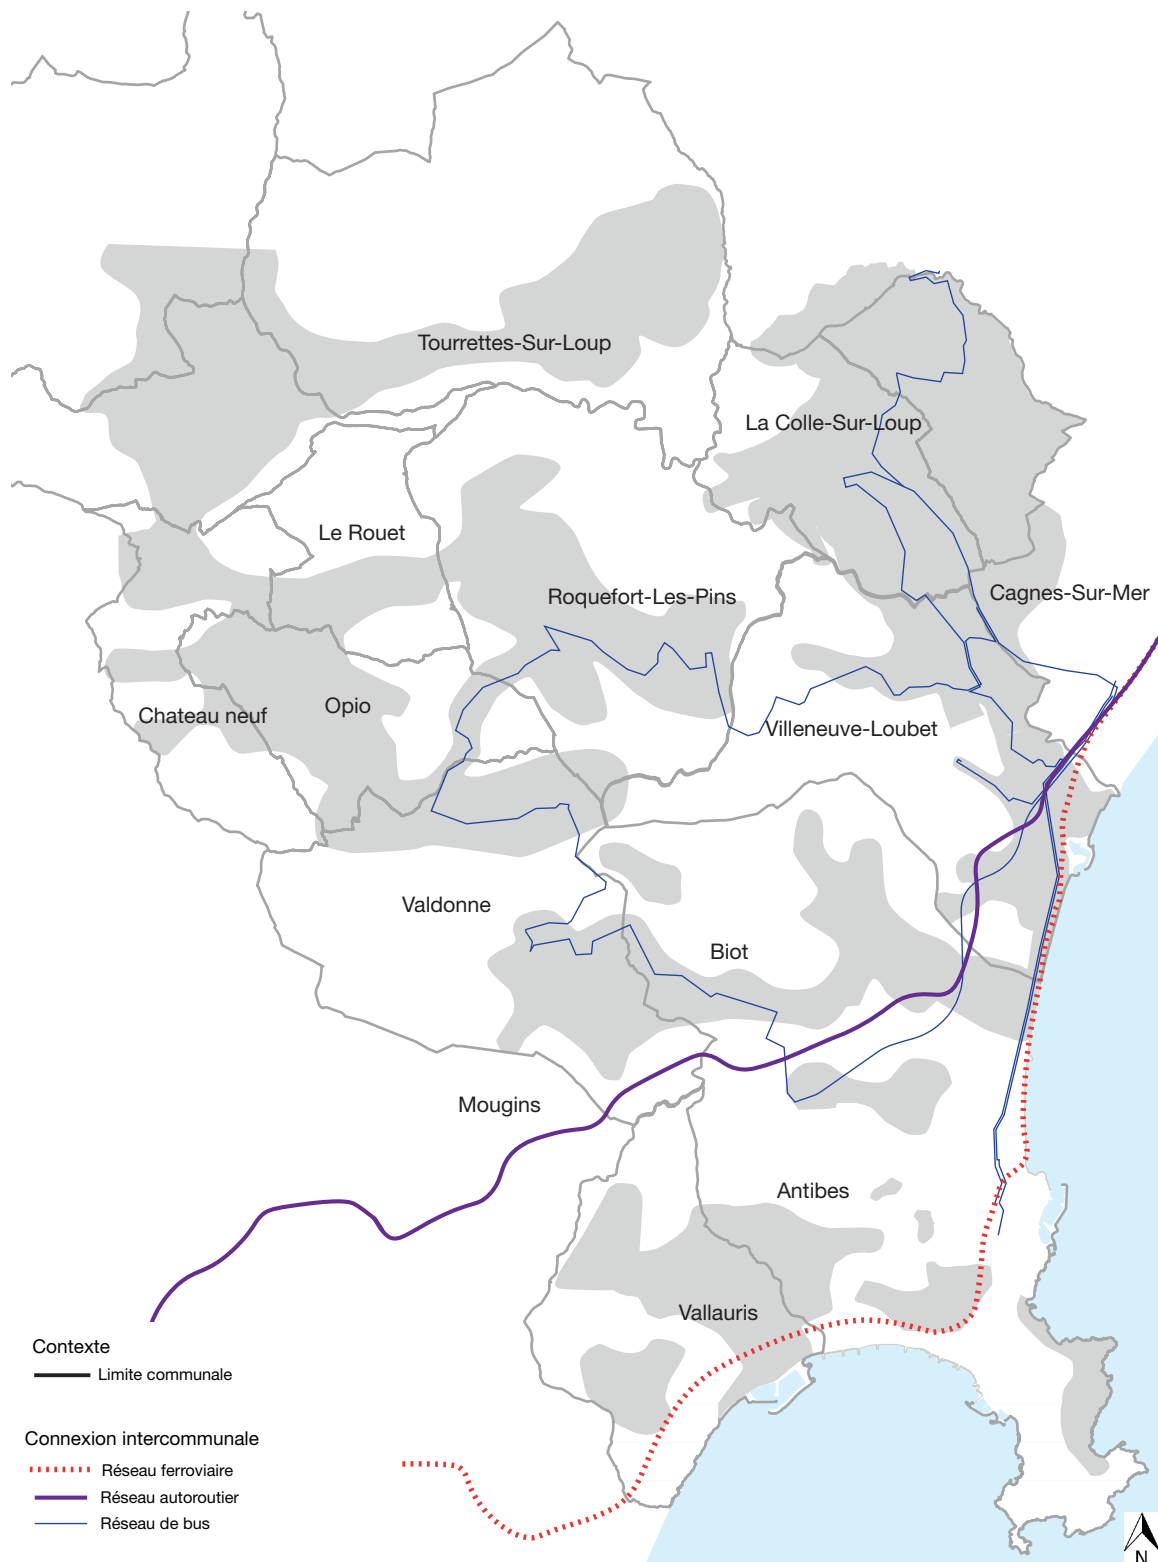 Tourrettes-Sur-Loup
La Colle-Sur-Loup
Le Rouet
Roquefort-Les-Pins
Cagnes-Sur-Mer
Opio
Chateau neuf
Villeneuve-Loubet
Valdonne
Biot
Mougins
Antibes
Vallauris
Contexte
Limite communale
Connexion intercommunale
Réseau ferroviaire
Réseau autoroutier
Réseau de bus
N